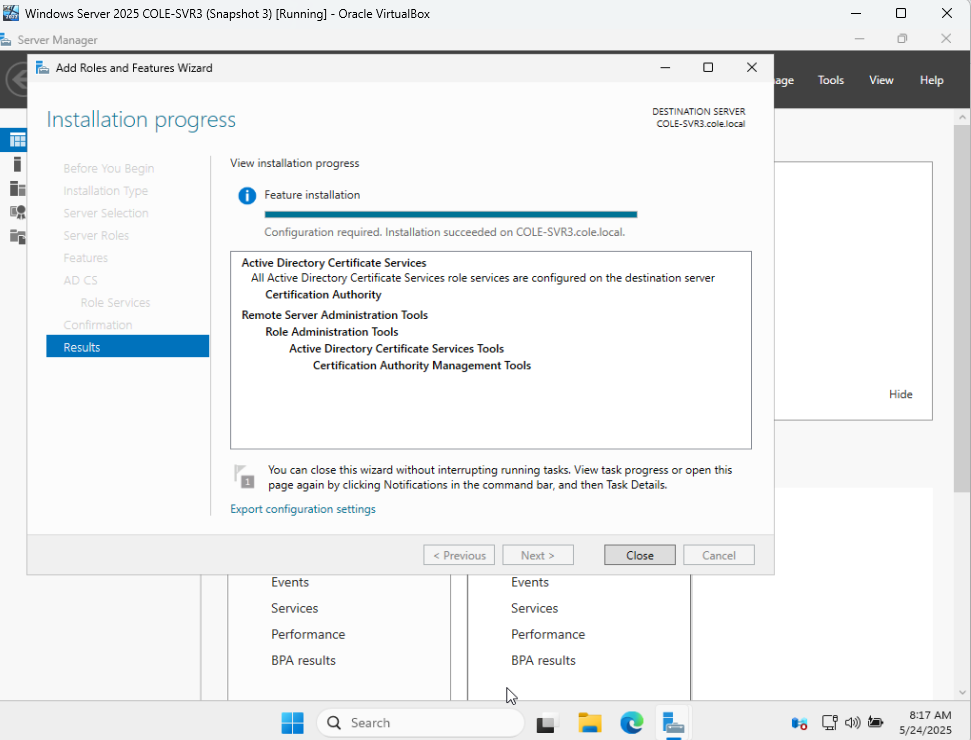 Windows Server 2025 COLE-SVR3 (Snapshot 3) [Running] - Oracle VirtualBox
Server Manager
Add Roles and Features Wizard
Tools
View
Help
Installation progress
DESTINATION SERVER
COLE-SVR3.cole.local
Before You Begin
Installation Type
Server Selection
Server Roles
Features
AD CS
Role Services
Confirmation
Results
View installation progress
Feature installation
Configuration required. Installation succeeded on COLE-SVR3.cole.local.
Active Directory Certificate Services
All Active Directory Certificate Services role services are configured on the destination server
Certification Authority
Remote Server Administration Tools
Role Administration Tools
Active Directory Certificate Services Tools
Certification Authority Management Tools
Hide
1
You can close this wizard without interrupting running tasks. View task progress or open this
page again by clicking Notifications in the command bar, and then Task Details.
Export configuration settings
< Previous
Next >
Close
Cancel
Events
Services
Performance
BPA results
Events
Services
Performance
BPA results
Search
8:17 AM
5/24/2025